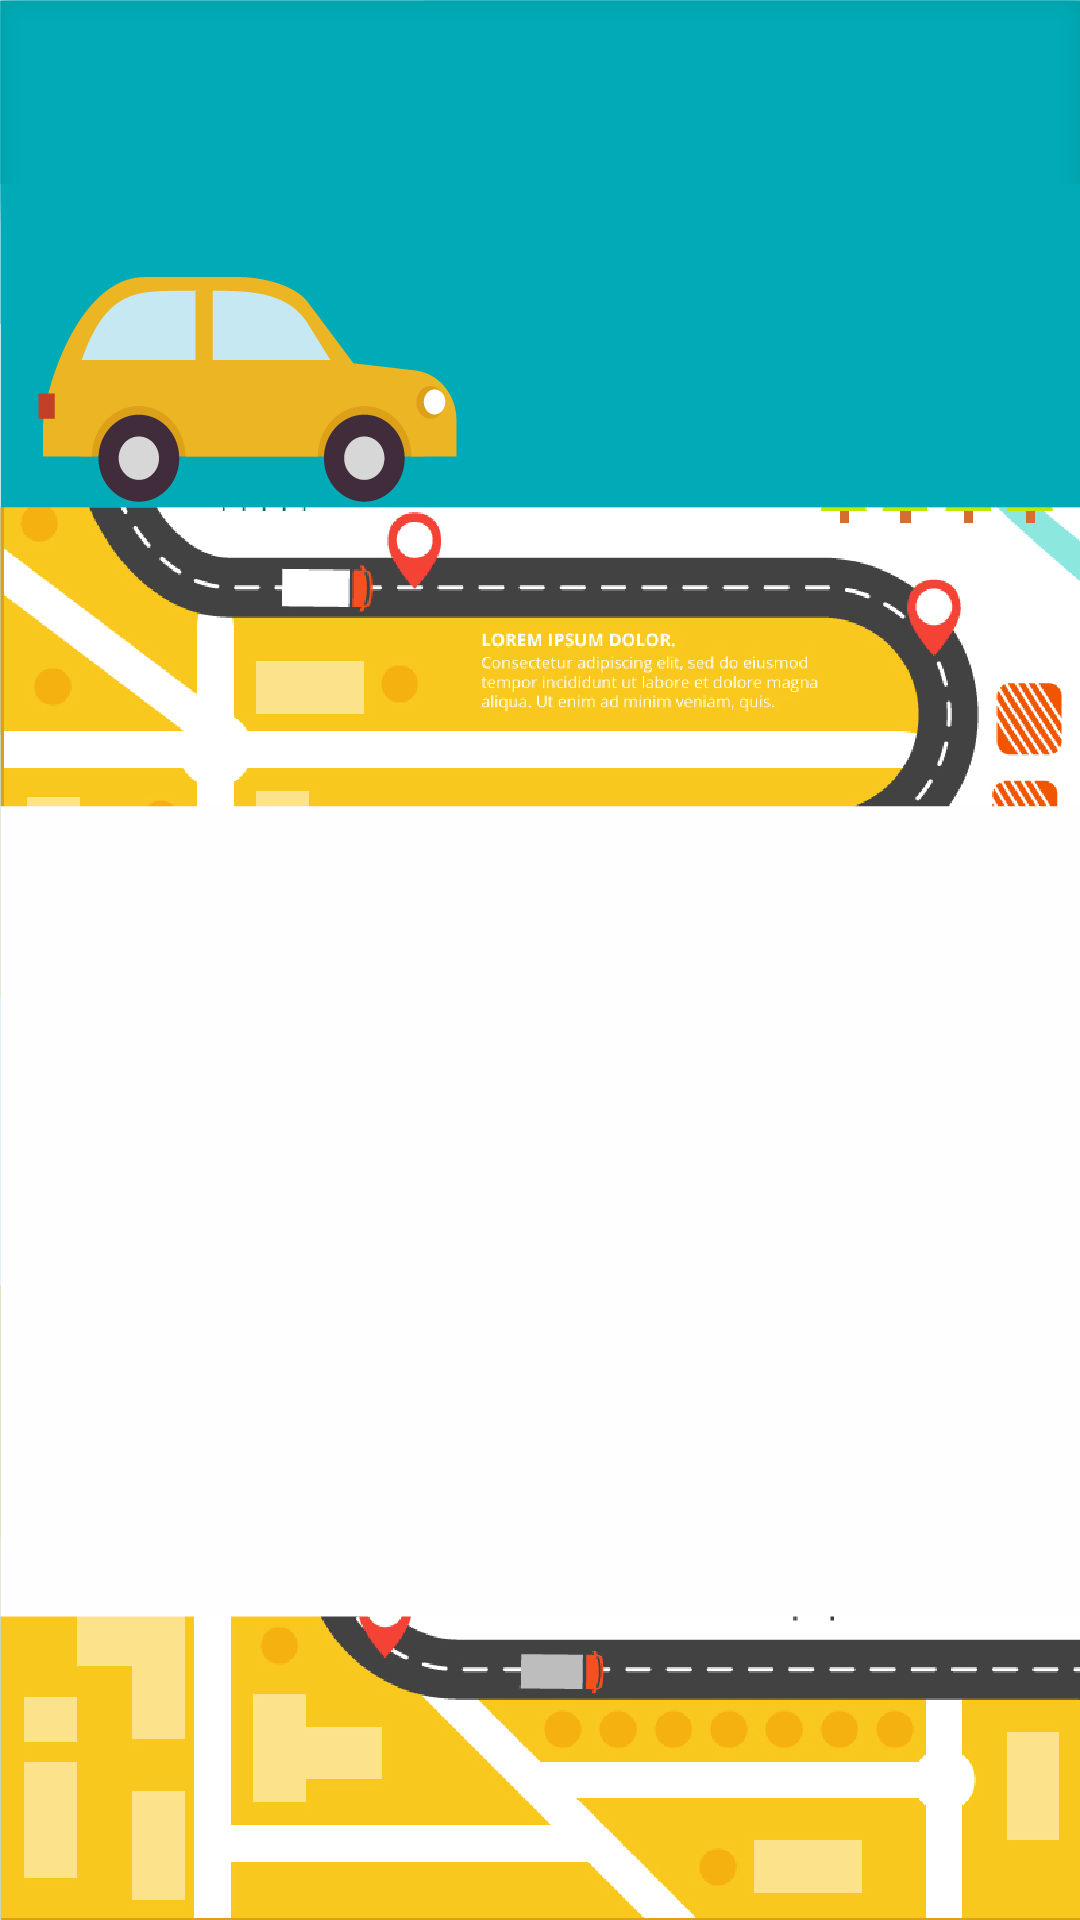 LOREM IPSUM DOLOR.
Consectetur adipiscing elit, sed do eiusmod
tempor incididunt ut labore et dolore magna
aliqua. Ut enim ad minim veniam, quis.